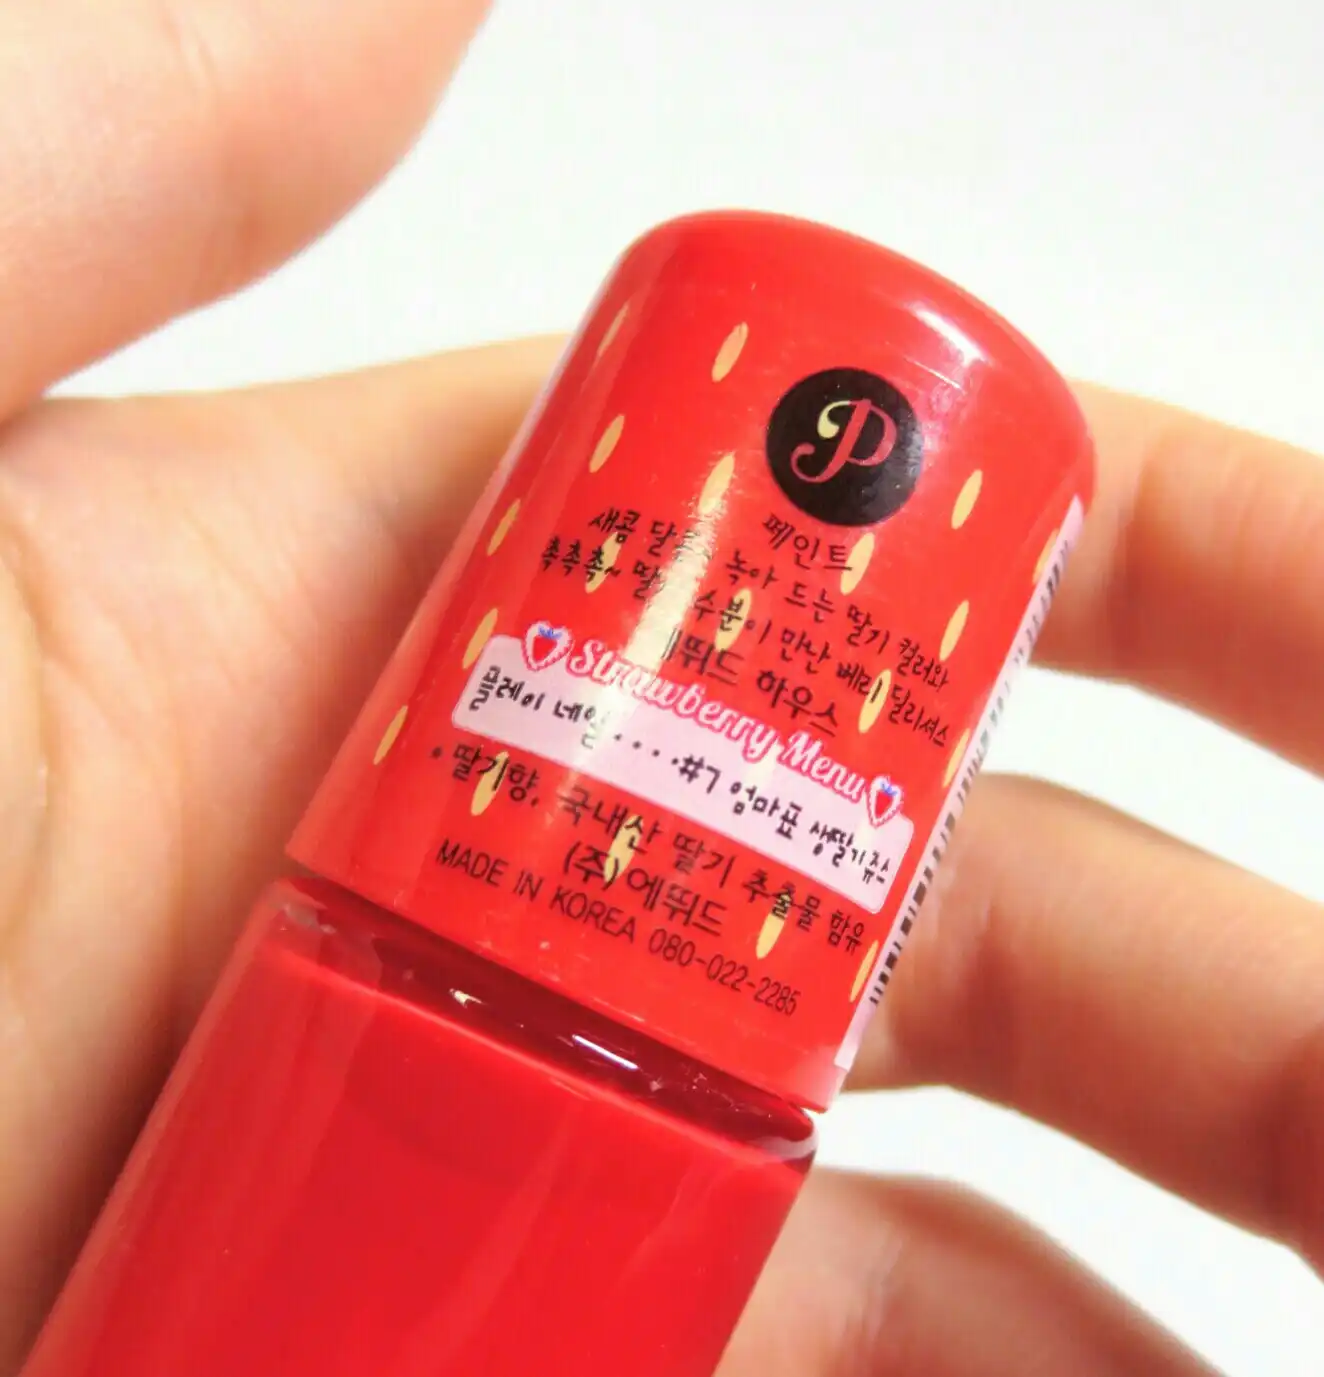 P
페인트
새콤 녹아 드는 딸기 컬러와
촉촉촉~ 수분이 만난 베리 딜리셔스
에뛰드 하우스
Strawberry Menu
플레이 네일 ・・・・#7 엄마표 생딸기쥬스
• 딸기향, 국내산 딸기 추출물 함유
(주)에뛰드
MADE IN KOREA 080-022-2285